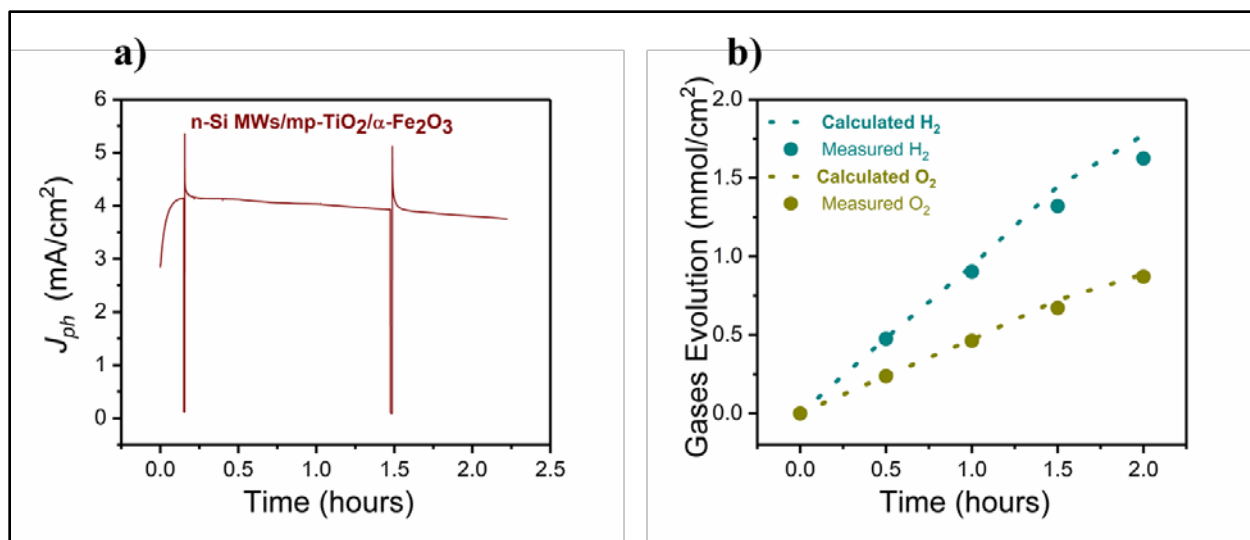 a)
n-Si MWs/mp-TiO₂/α-Fe₂O₃
6
5
4
3
2
1
0
J_ph (mA/cm²)
0.0 0.5 1.0 1.5 2.0 2.5
Time (hours)
b)
Calculated H₂
Measured H₂
Calculated O₂
Measured O₂
2.0
1.5
1.0
0.5
0.0
Gases Evolution (mmol/cm²)
0.0 0.5 1.0 1.5 2.0
Time (hours)